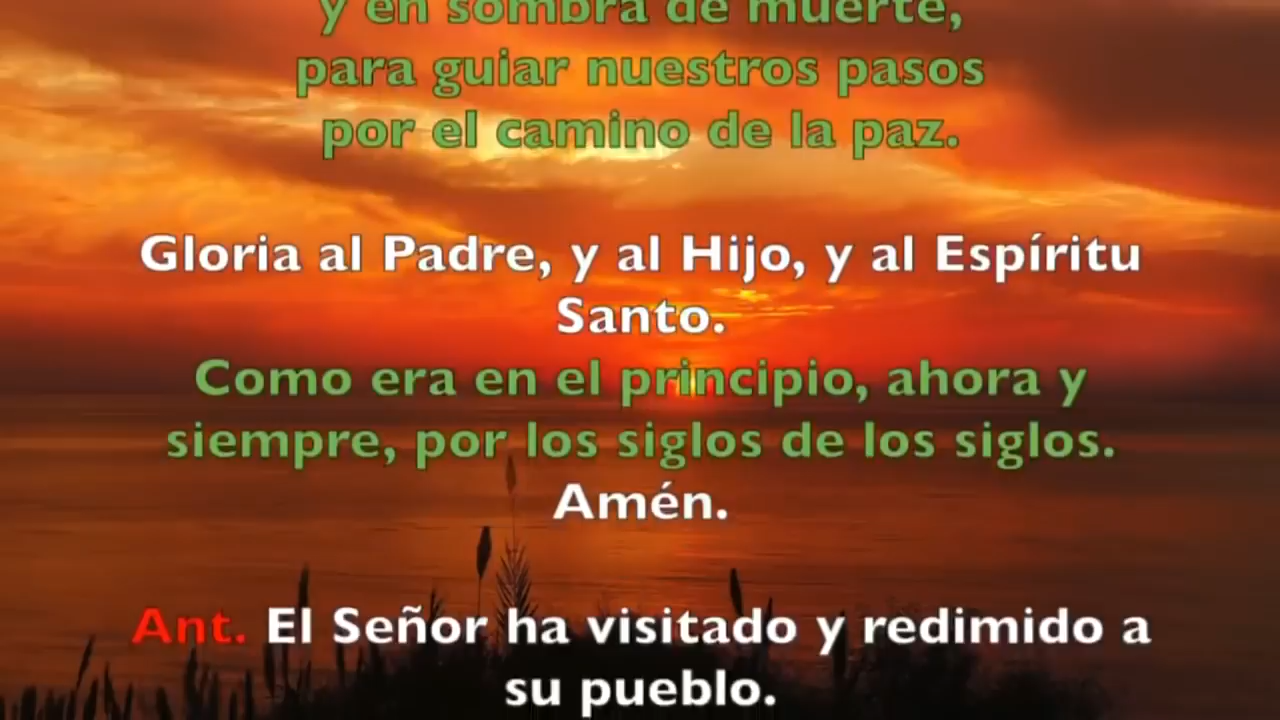 y en sombra de muerte,
para guiar nuestros pasos
por el camino de la paz.
Gloria al Padre, y al Hijo, y al Espíritu
Santo.
Como era en el principio, ahora y
siempre, por los siglos de los siglos.
Amén.
Ant. El Señor ha visitado y redimido a
su pueblo.